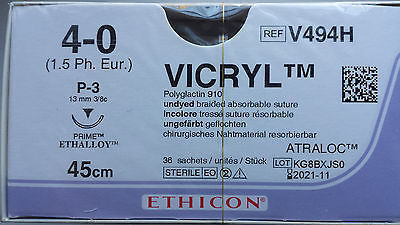 4-0
(1.5 Ph. Eur.)
P-3
13 mm 3/8c
PRIME™
ETHALLOY™
45cm
REF V494H
VICRYL™
Polyglactin 910
undyed braided absorbable suture
incolore tressé suture résorbable
ungefärbt geflochten
chirurgisches Nahtmaterial resorbierbar
ATRALOC™
36 sachets / unités / Stück
LOT KG8BXJS0
STERILE EO 2
2021-11
ETHICON